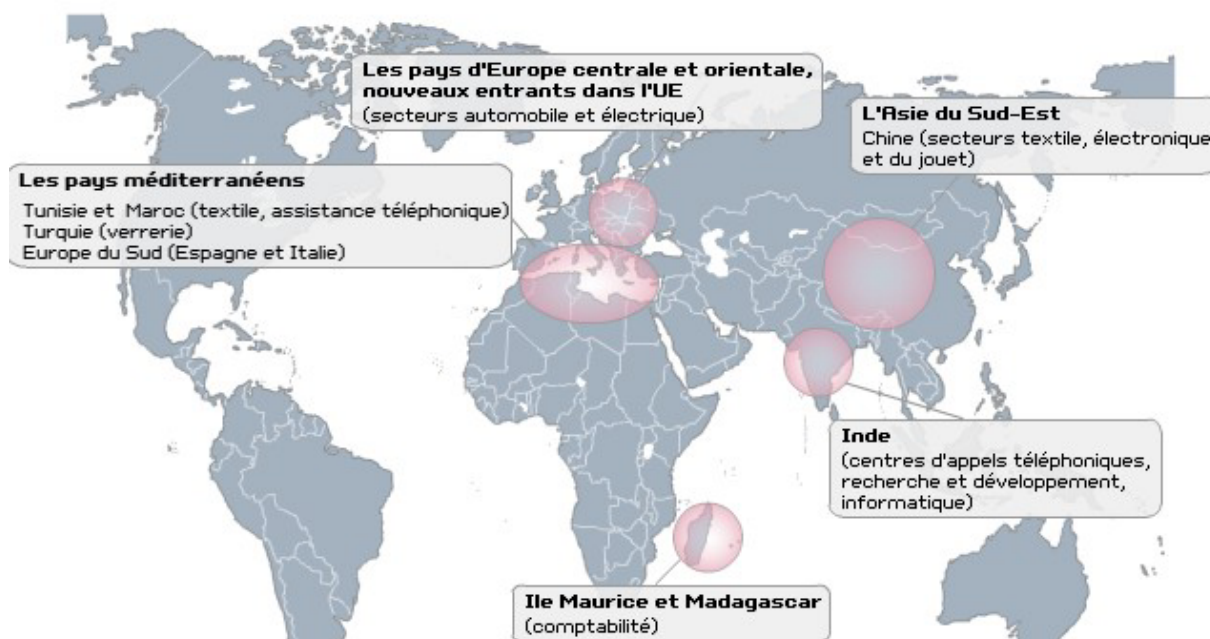 Les pays d'Europe centrale et orientale,
nouveaux entrants dans l'UE
(secteurs automobile et électrique)
L'Asie du Sud-Est
Chine (secteurs textile, électronique
et du jouet)
Les pays méditerranéens
Tunisie et Maroc (textile, assistance téléphonique)
Turquie (verrerie)
Europe du Sud (Espagne et Italie)
Inde
(centres d'appels téléphoniques,
recherche et développement,
informatique)
Ile Maurice et Madagascar
(comptabilité)